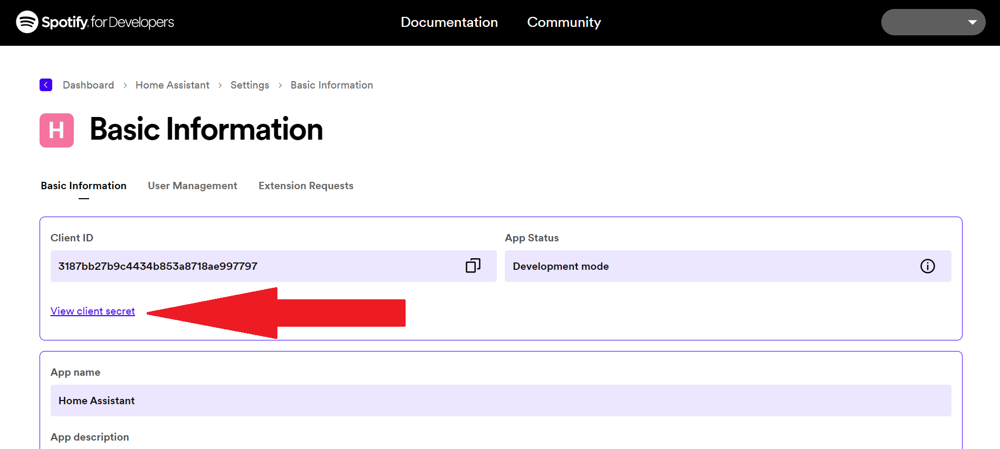 Spotify for Developers
Documentation
Community
Dashboard > Home Assistant > Settings > Basic Information
H
Basic Information
Basic Information
User Management
Extension Requests
Client ID
App Status
3187bb27b9c4434b853a8718ae997797
Development mode
View client secret
App name
Home Assistant
App description